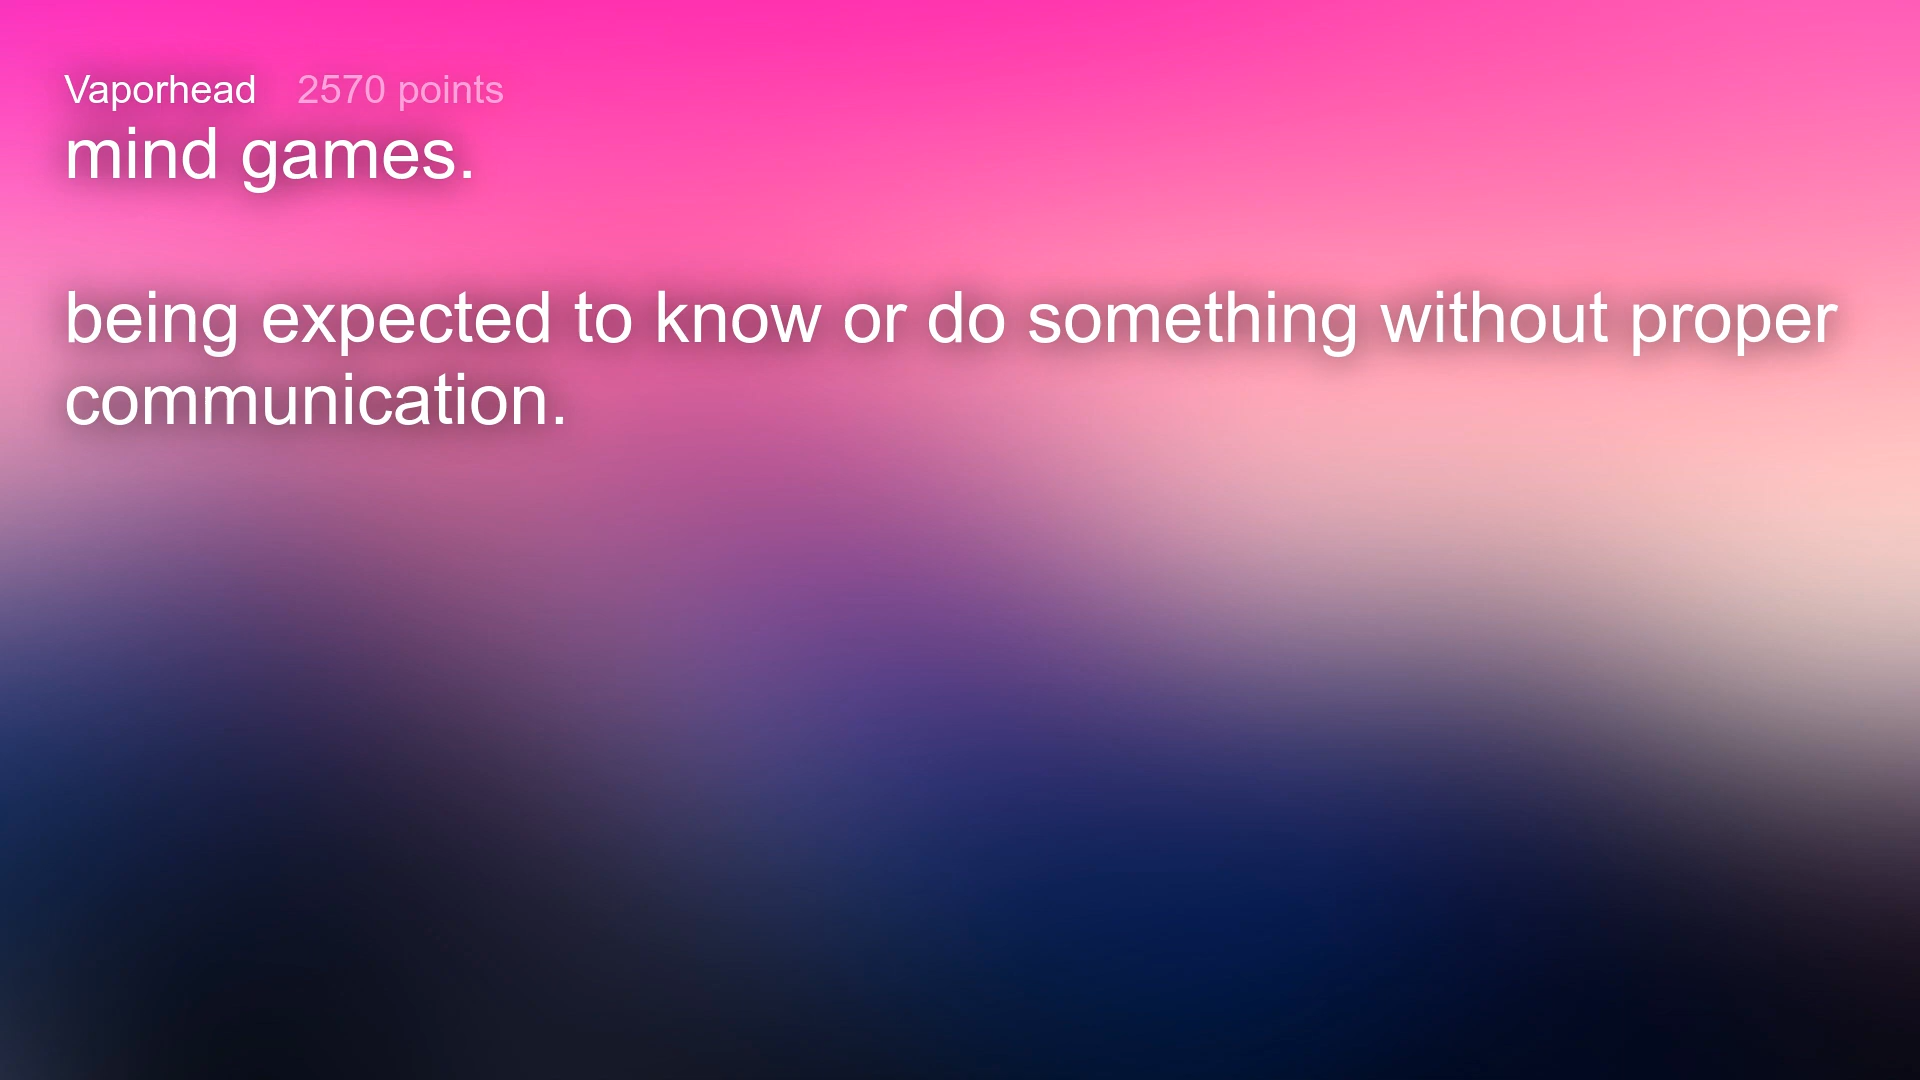 Vaporhead 2570 points
mind games.
being expected to know or do something without proper
communication.